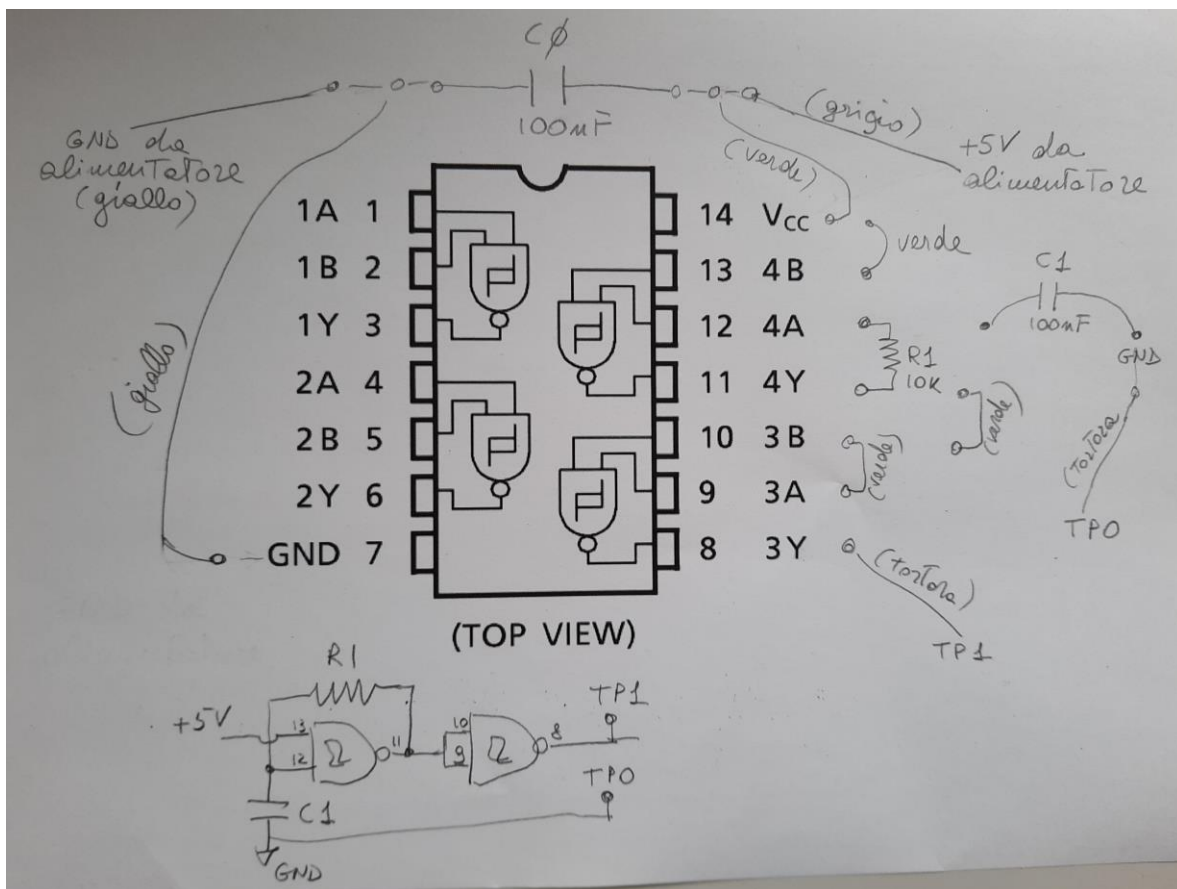 CØ
100nF
(grigio)
GND da
alimentatore
(giallo)
+5V da
alimentatore
(verde)
1A 1
14 VCC
verde
1B 2
13 4B
C1
100nF
1Y 3
12 4A
GND
R1
10K
2A 4
11 4Y
(giallo)
(verde)
2B 5
10 3B
(verde)
(tortora)
2Y 6
9 3A
TP0
GND 7
8 3Y
(tortora)
(TOP VIEW)
TP1
R1
TP1
+5V
13
10
8
11
9
12
TP0
C1
GND